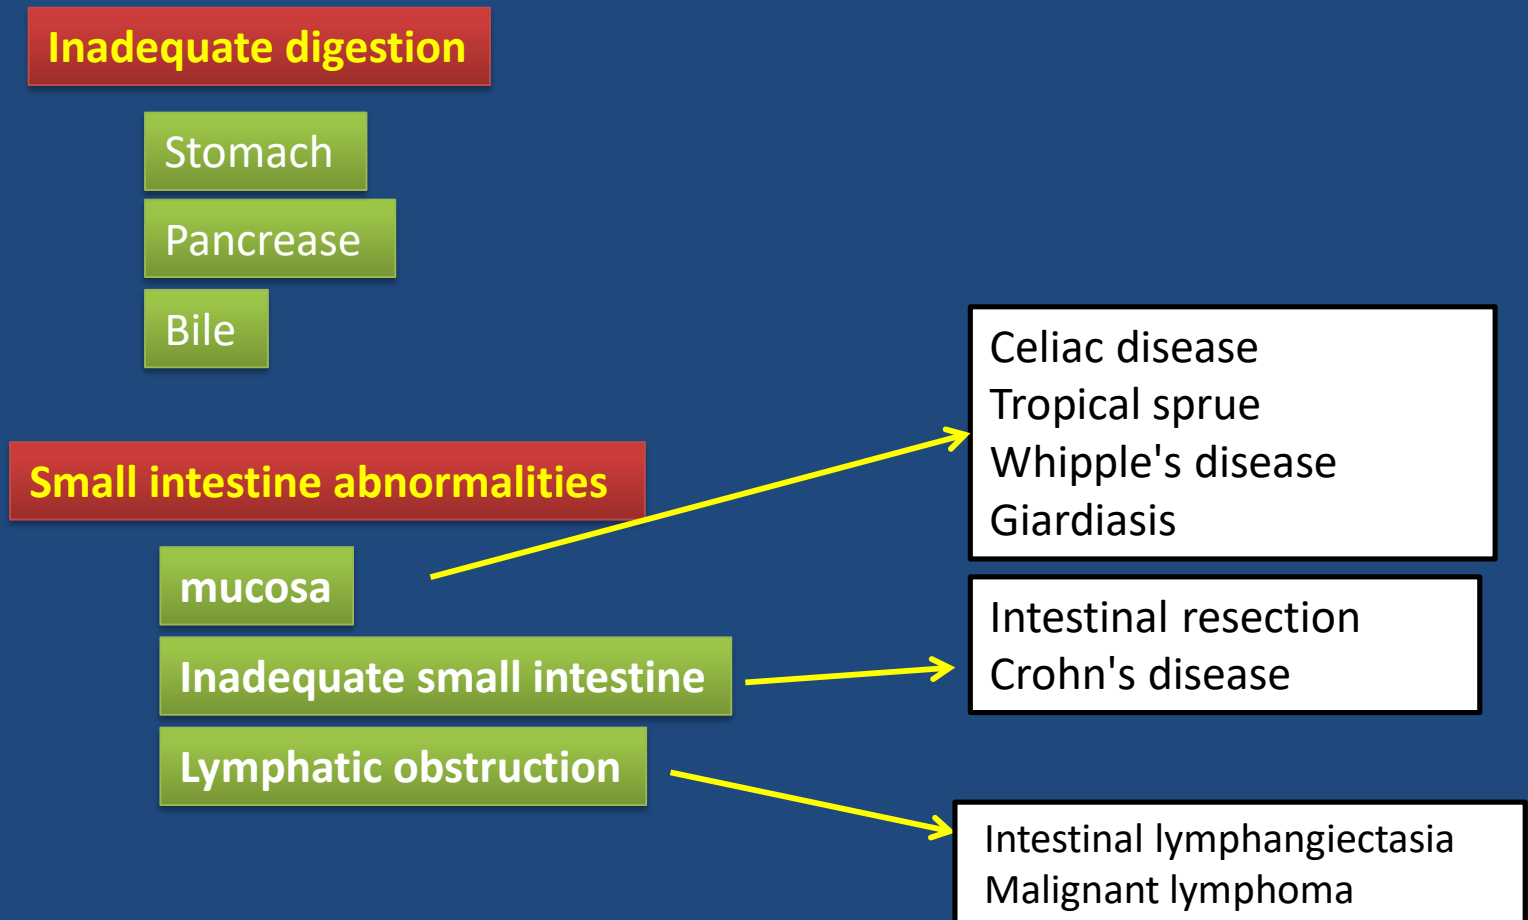 Inadequate digestion
Stomach
Pancrease
Bile
Small intestine abnormalities
mucosa
Inadequate small intestine
Lymphatic obstruction
Celiac disease
Tropical sprue
Whipple's disease
Giardiasis
Intestinal resection
Crohn's disease
Intestinal lymphangiectasia
Malignant lymphoma